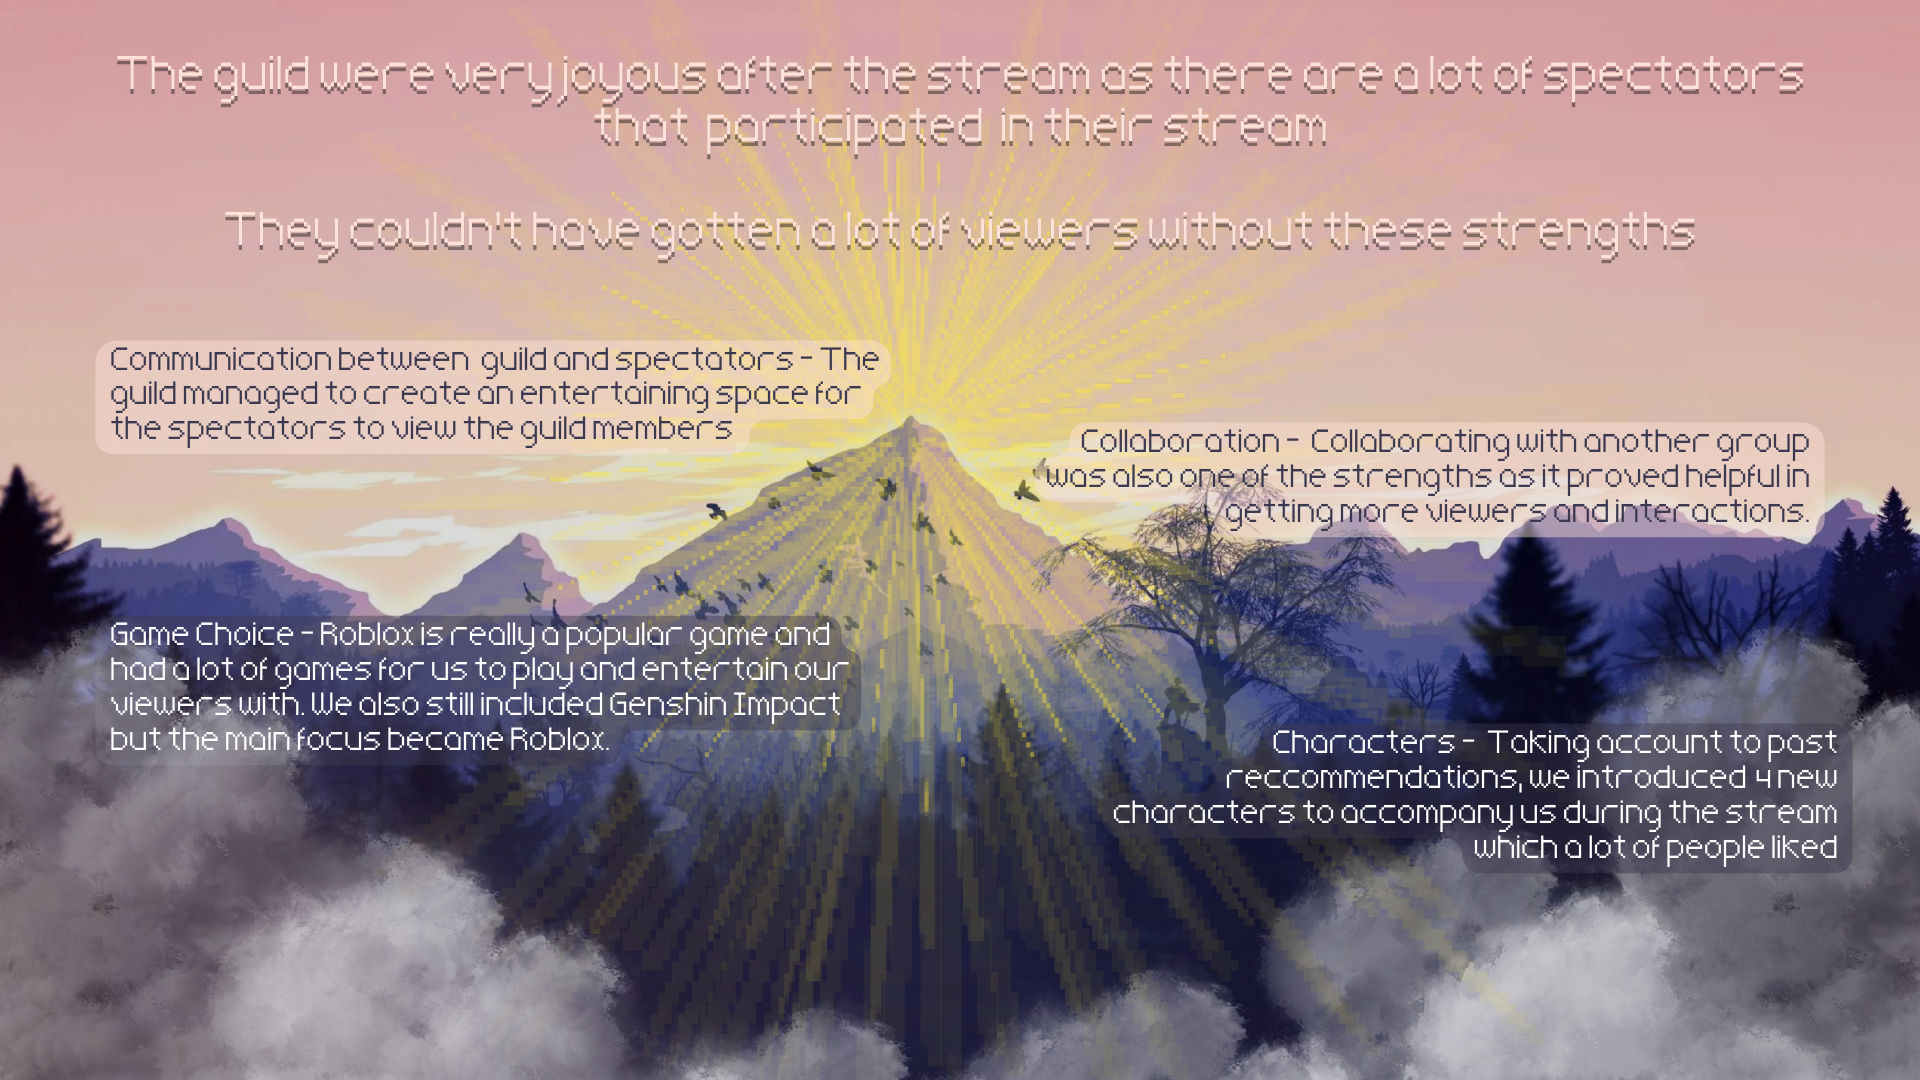 The guild were very joyous after the stream as there are a lot of spectators
that participated in their stream
They couldn't have gotten a lot of viewers without these strengths
Communication between guild and spectators - The
guild managed to create an entertaining space for
the spectators to view the guild members
Collaboration - Collaborating with another group
was also one of the strengths as it proved helpful in
getting more viewers and interactions.
Game Choice - Roblox is really a popular game and
had a lot of games for us to play and entertain our
viewers with. We also still included Genshin Impact
but the main focus became Roblox.
Characters - Taking account to past
reccommendations, we introduced 4 new
characters to accompany us during the stream
which a lot of people liked